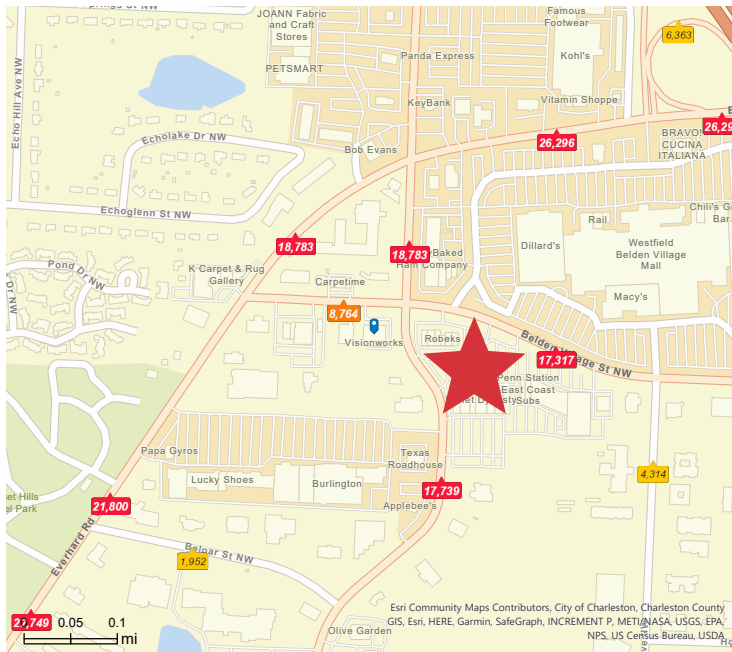 JOANN Fabric
and Craft
Stores
Famous
Footwear
6,363
Panda Express
Kohl's
PETSMART
Echo Hill Ave NW
KeyBank
Vitamin Shoppe
26,296
Echolake Dr NW
26,296
BRAVO!
CUCINA
ITALIANA
Bob Evans
Echoglenn St NW
Chili's
Bar
Rail
18,783
18,783
Dillard's
Westfield
Belden Village
Mall
Baked
Ham Company
Pond Dr NW
K Carpet & Rug
Gallery
Carpetime
Macy's
8,764
Visionworks
Robeks
Belden Village St NW
17,317
Penn Station
East Coast
Subs
Papa Gyros
Texas
Roadhouse
Lucky Shoes
Burlington
4,314
17,739
21,800
Applebee's
Everhard Rd
Belpar St NW
1,952
Olive Garden
0.05
0.1
mi
Esri Community Maps Contributors, City of Charleston, Charleston County
GIS, Esri, HERE, Garmin, SafeGraph, INCREMENT P, METI/NASA, USGS, EPA,
NPS, US Census Bureau, USDA